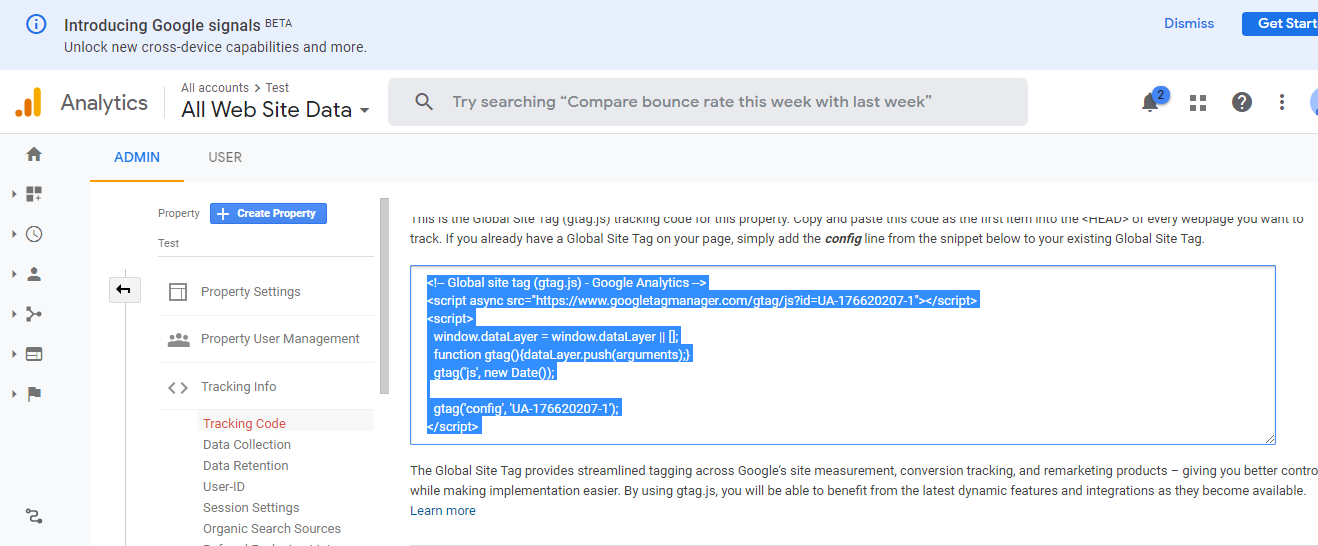 Introducing Google signals BETA
Unlock new cross-device capabilities and more.
Dismiss
Get Start
Analytics
All accounts > Test
All Web Site Data
Try searching “Compare bounce rate this week with last week”
2
ADMIN
USER
Property
Create Property
Test
Property Settings
Property User Management
Tracking Info
Tracking Code
Data Collection
Data Retention
User-ID
Session Settings
Organic Search Sources
This is the Global Site Tag (gtag.js) tracking code for this property. Copy and paste this code as the first item into the <HEAD> of every webpage you want to
track. If you already have a Global Site Tag on your page, simply add the config line from the snippet below to your existing Global Site Tag.
<!-- Global site tag (gtag.js) - Google Analytics -->
<script async src="https://www.googletagmanager.com/gtag/js?id=UA-176620207-1"></script>
<script>
window.dataLayer = window.dataLayer || [];
function gtag(){dataLayer.push(arguments);}
gtag('js', new Date());
gtag('config', 'UA-176620207-1');
</script>
The Global Site Tag provides streamlined tagging across Google’s site measurement, conversion tracking, and remarketing products – giving you better contro
while making implementation easier. By using gtag.js, you will be able to benefit from the latest dynamic features and integrations as they become available.
Learn more